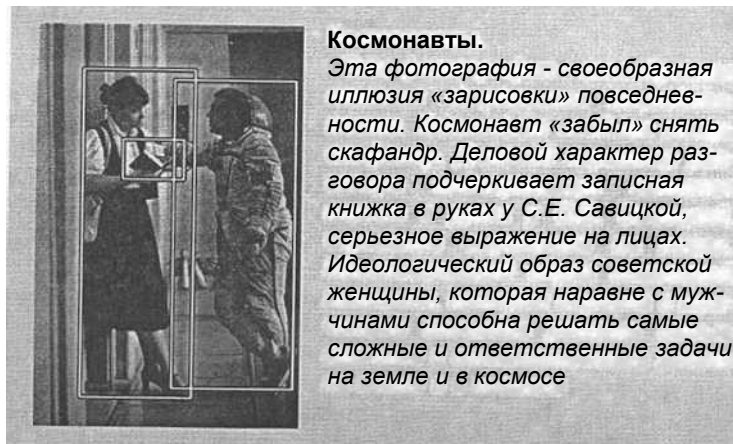 Космонавты.
Эта фотография - своеобразная
иллюзия «зарисовки» повседнев-
ности. Космонавт «забыл» снять
скафандр. Деловой характер раз-
говора подчеркивает записная
книжка в руках у С.Е. Савицкой,
серьезное выражение на лицах.
Идеологический образ советской
женщины, которая наравне с муж-
чинами способна решать самые
сложные и ответственные задачи
на земле и в космосе